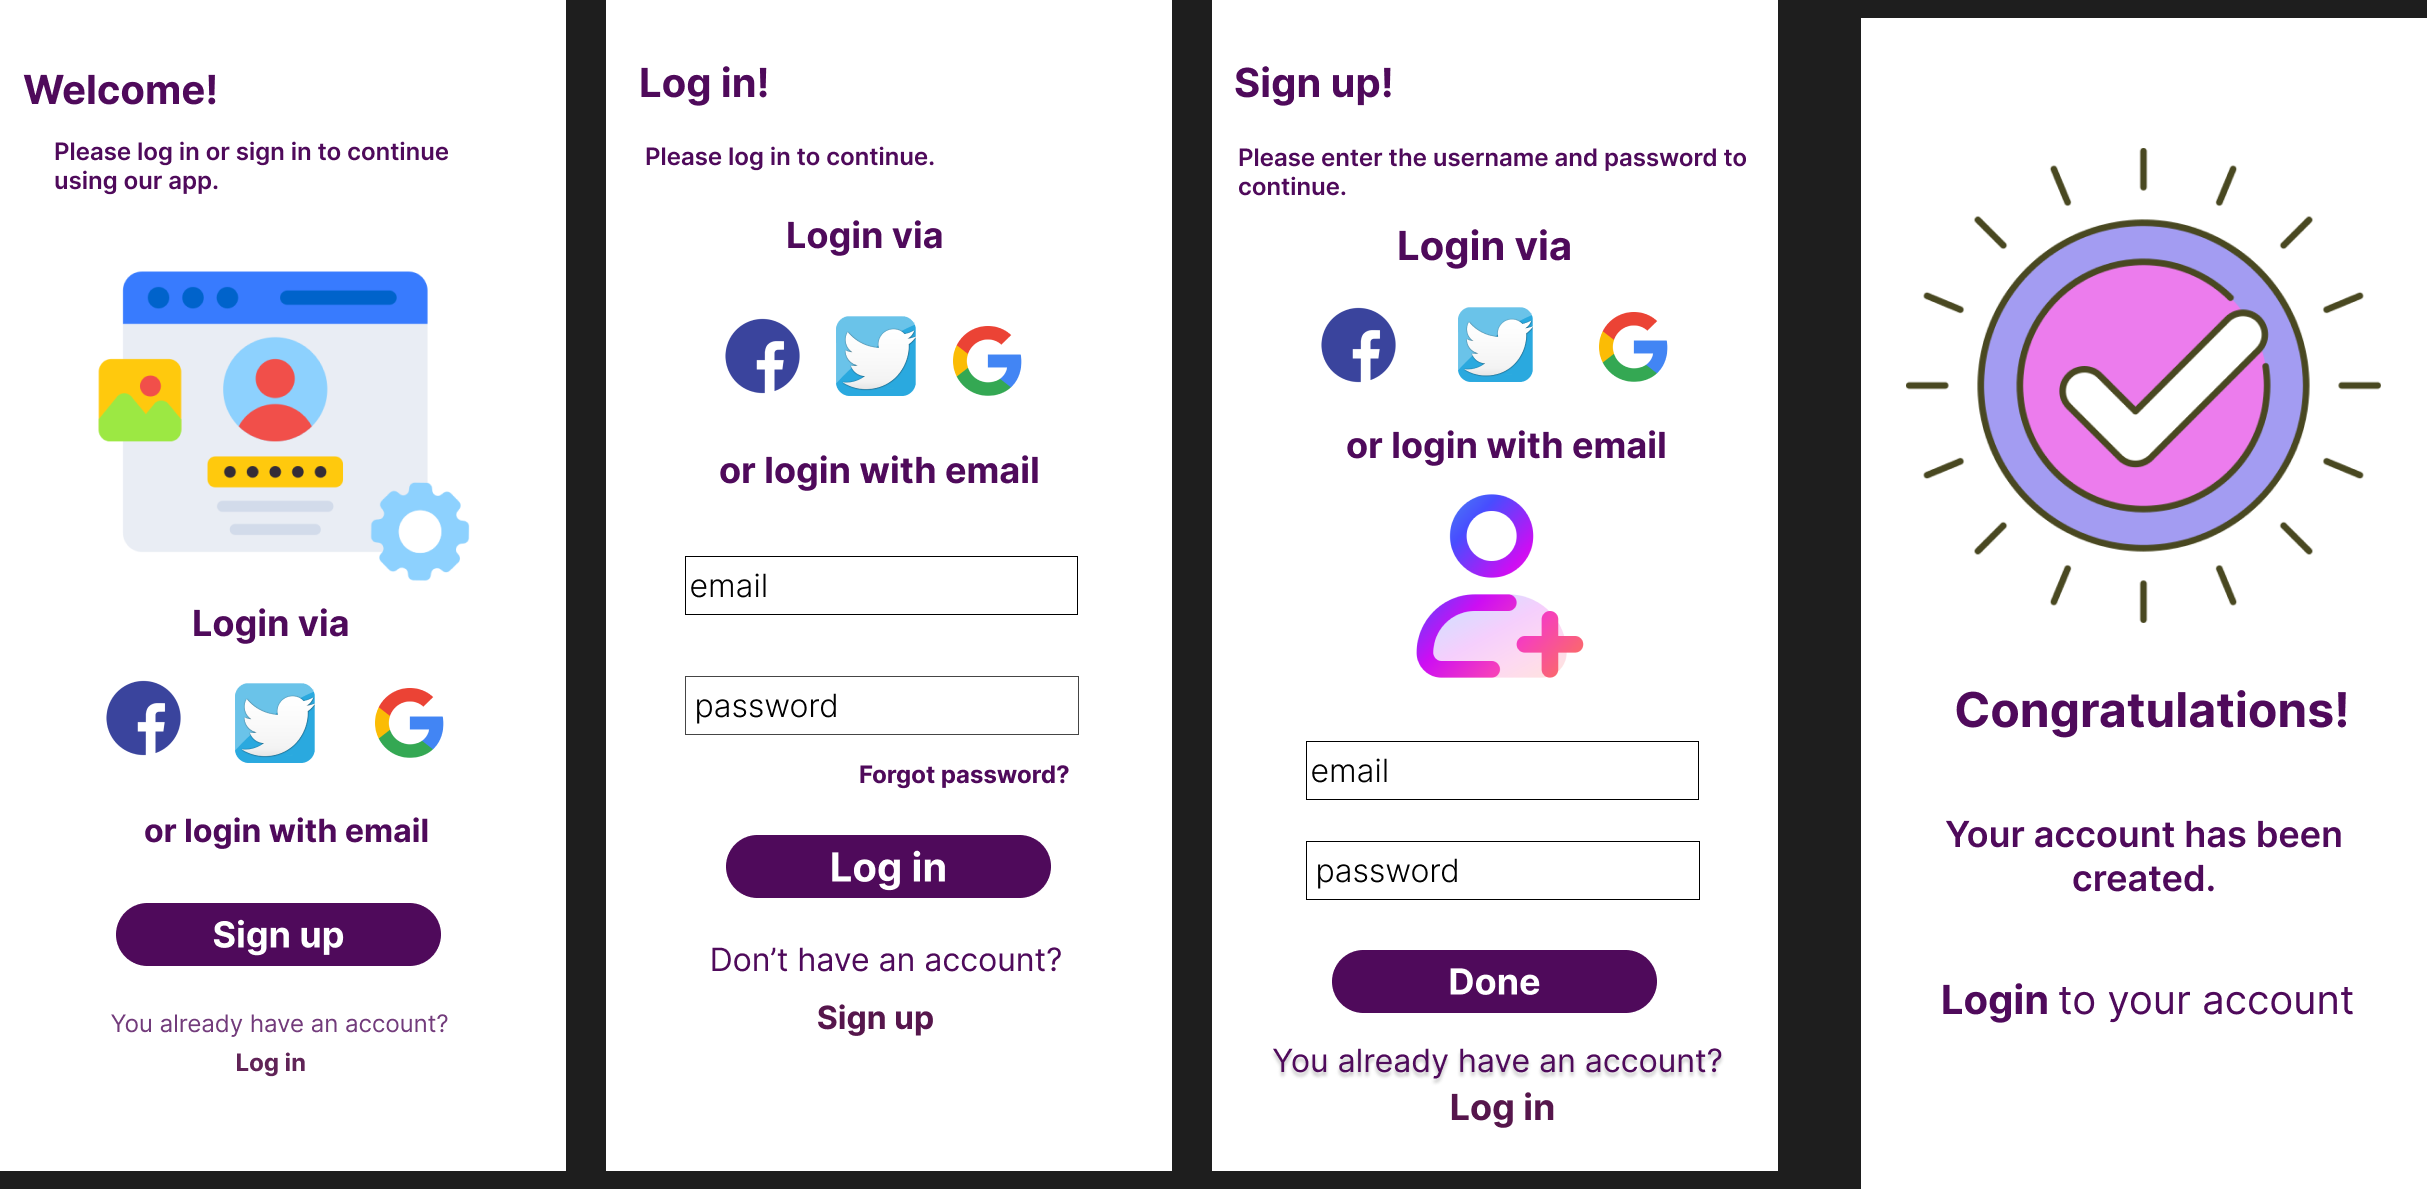 Welcome!
Please log in or sign in to continue
using our app.
Login via
or login with email
Sign up
You already have an account?
Log in
Log in!
Please log in to continue.
Login via
or login with email
email
password
Forgot password?
Log in
Don’t have an account?
Sign up
Sign up!
Please enter the username and password to
continue.
Login via
or login with email
email
password
Done
You already have an account?
Log in
Congratulations!
Your account has been
created.
Login to your account